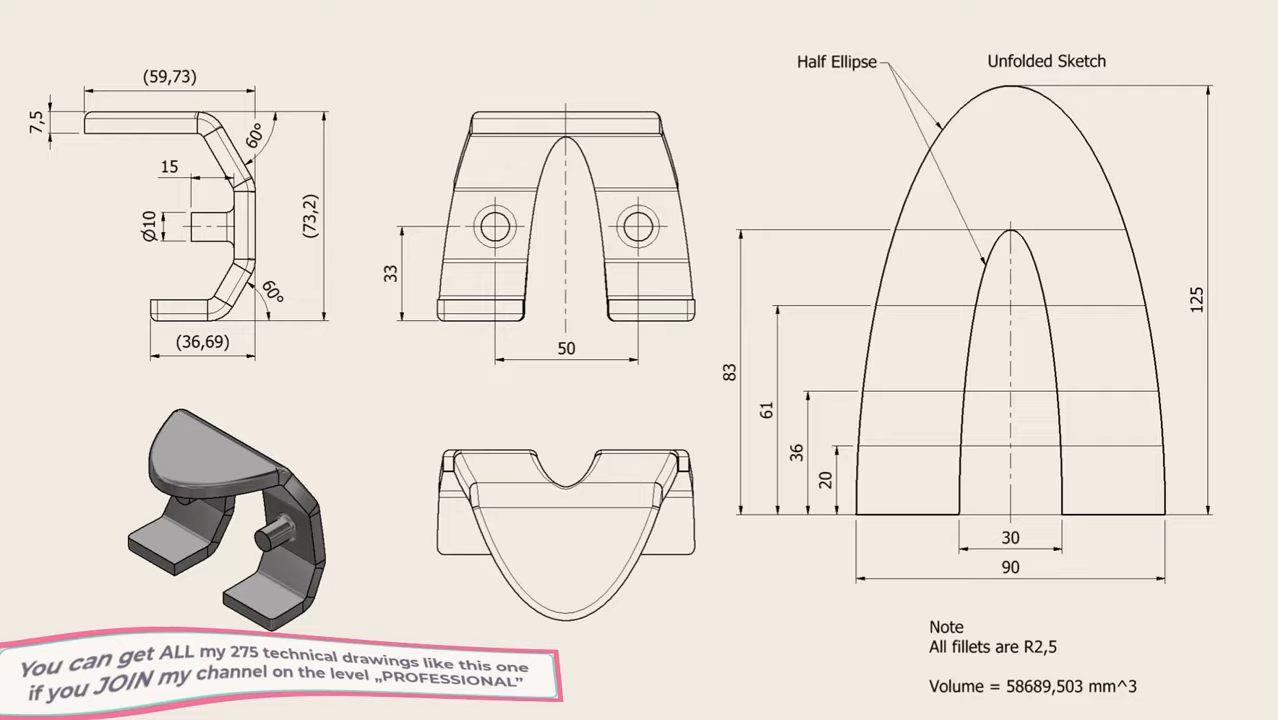 Half Ellipse
Unfolded Sketch
(59,73)
7,5
60°
15
Ø10
(73,2)
60°
(36,69)
33
50
83
61
36
20
125
30
90
Note
All fillets are R2,5
Volume = 58689,503 mm^3
You can get ALL my 275 technical drawings like this one
if you JOIN my channel on the level „PROFESSIONAL”